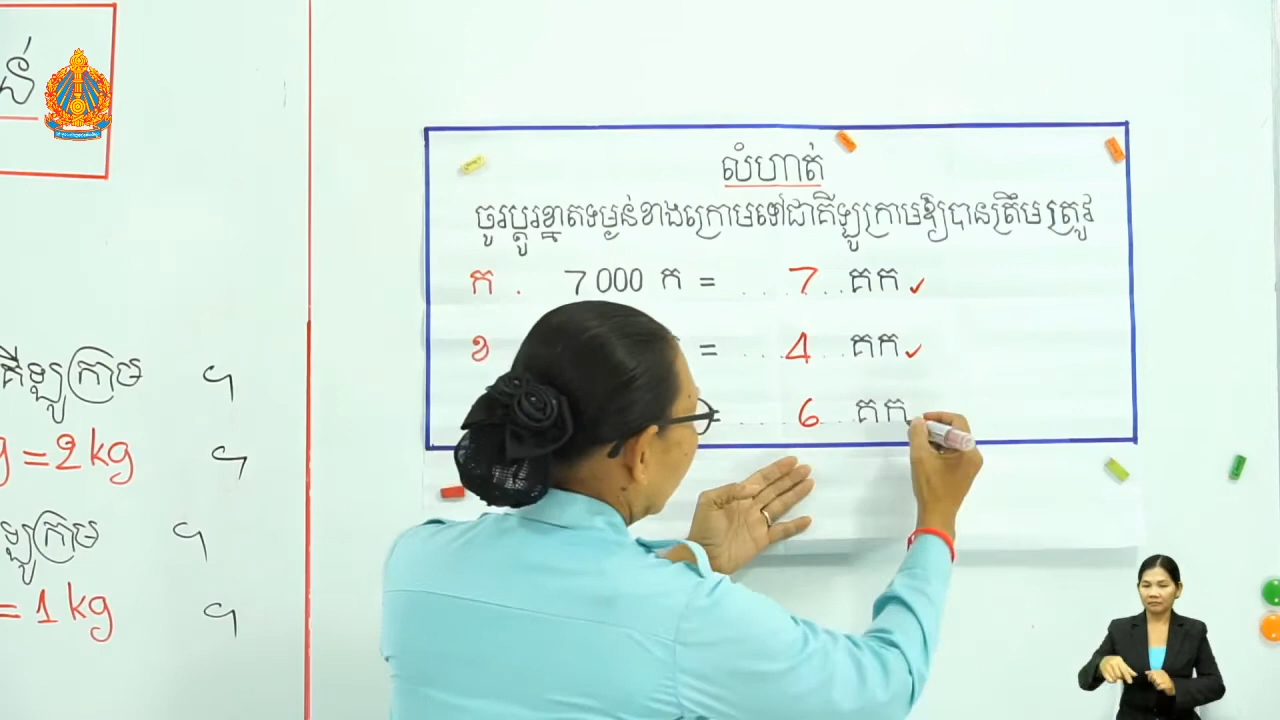 ន់
គីឡូក្រាម ។
g = 2 kg ។
ឡូក្រាម ។
= 1 kg ។
លំហាត់
ចូរប្តូរខ្នាតទម្ងន់ខាងក្រោមទៅជាគីឡូក្រាមឱ្យបានត្រឹមត្រូវ
ក . 7 000 ក = ... 7 ... គក ✓
ខ = ... 4 ... គក ✓
= ... 6 ... គក